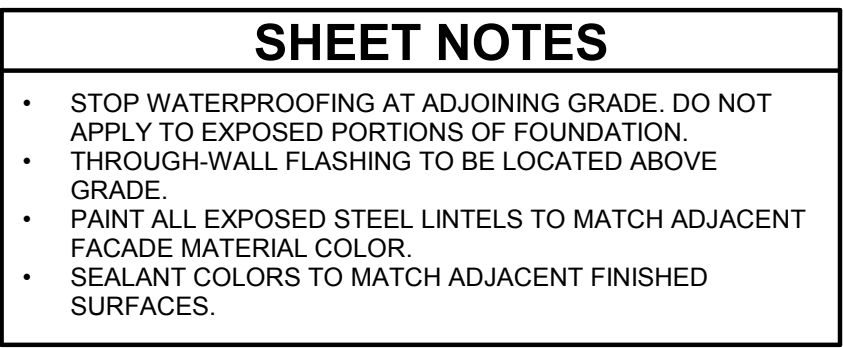 SHEET NOTES
• STOP WATERPROOFING AT ADJOINING GRADE. DO NOT
APPLY TO EXPOSED PORTIONS OF FOUNDATION.
• THROUGH-WALL FLASHING TO BE LOCATED ABOVE
GRADE.
• PAINT ALL EXPOSED STEEL LINTELS TO MATCH ADJACENT
FACADE MATERIAL COLOR.
• SEALANT COLORS TO MATCH ADJACENT FINISHED
SURFACES.